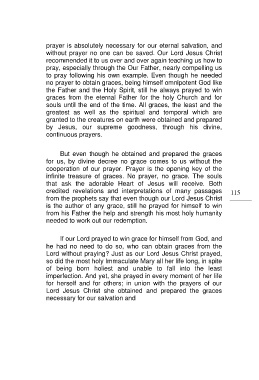 prayer is absolutely necessary for our eternal salvation, and
without prayer no one can be saved. Our Lord Jesus Christ
recommended it to us over and over again teaching us how to
pray, especially through the Our Father, nearly compelling us
to pray following his own example. Even though he needed
no prayer to obtain graces, being himself omnipotent God like
the Father and the Holy Spirit, still he always prayed to win
graces from the eternal Father for the holy Church and for
souls until the end of the time. All graces, the least and the
greatest as well as the spiritual and temporal which are
granted to the creatures on earth were obtained and prepared
by Jesus, our supreme goodness, through his divine,
continuous prayers.
But even though he obtained and prepared the graces
for us, by divine decree no grace comes to us without the
cooperation of our prayer. Prayer is the opening key of the
infinite treasure of graces. No prayer, no grace. The souls
that ask the adorable Heart of Jesus will receive. Both
credited revelations and interpretations of many passages
from the prophets say that even though our Lord Jesus Christ
is the author of any grace, still he prayed for himself to win
from his Father the help and strength his most holy humanity
needed to work out our redemption.
115
If our Lord prayed to win grace for himself from God, and
he had no need to do so, who can obtain graces from the
Lord without praying? Just as our Lord Jesus Christ prayed,
so did the most holy Immaculate Mary all her life long, in spite
of being born holiest and unable to fall into the least
imperfection. And yet, she prayed in every moment of her life
for herself and for others; in union with the prayers of our
Lord Jesus Christ she obtained and prepared the graces
necessary for our salvation and